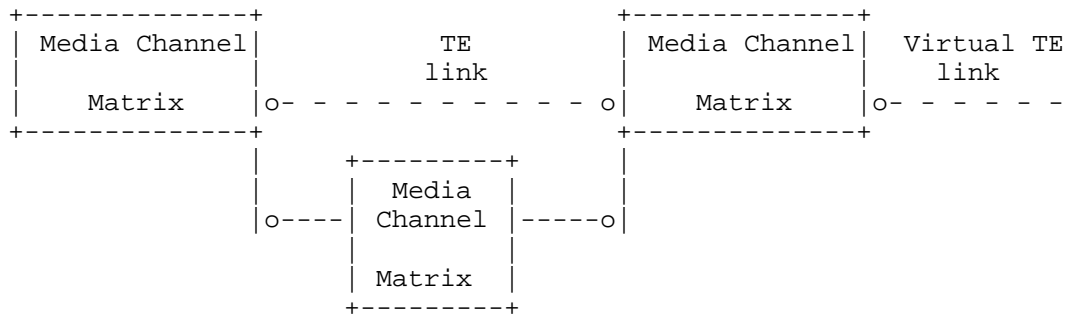 Media Channel TE Media Channel Virtual TE
link link
Matrix Matrix
Media
Channel
Matrix